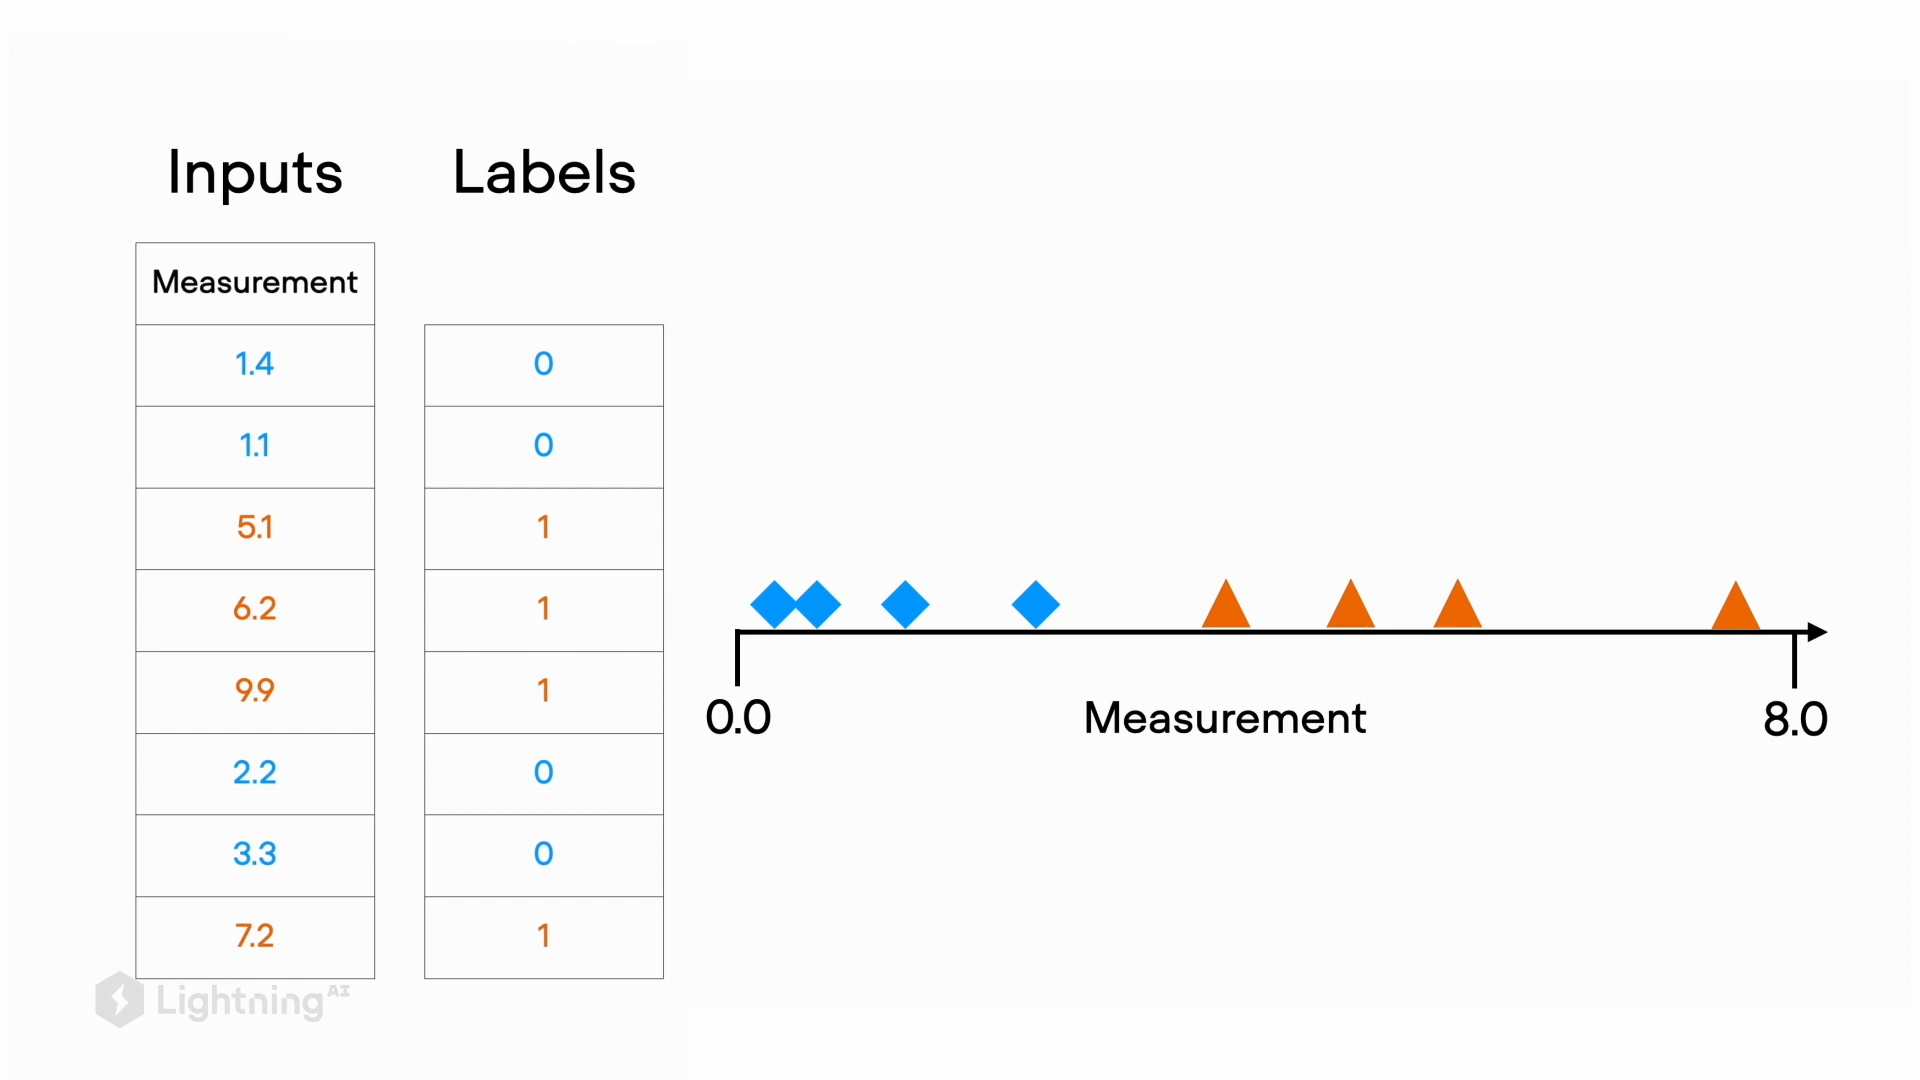 Inputs Labels
Measurement
1.4 0
1.1 0
5.1 1
6.2 1
9.9 1
2.2 0
3.3 0
7.2 1
0.0 Measurement 8.0
Lightning AI